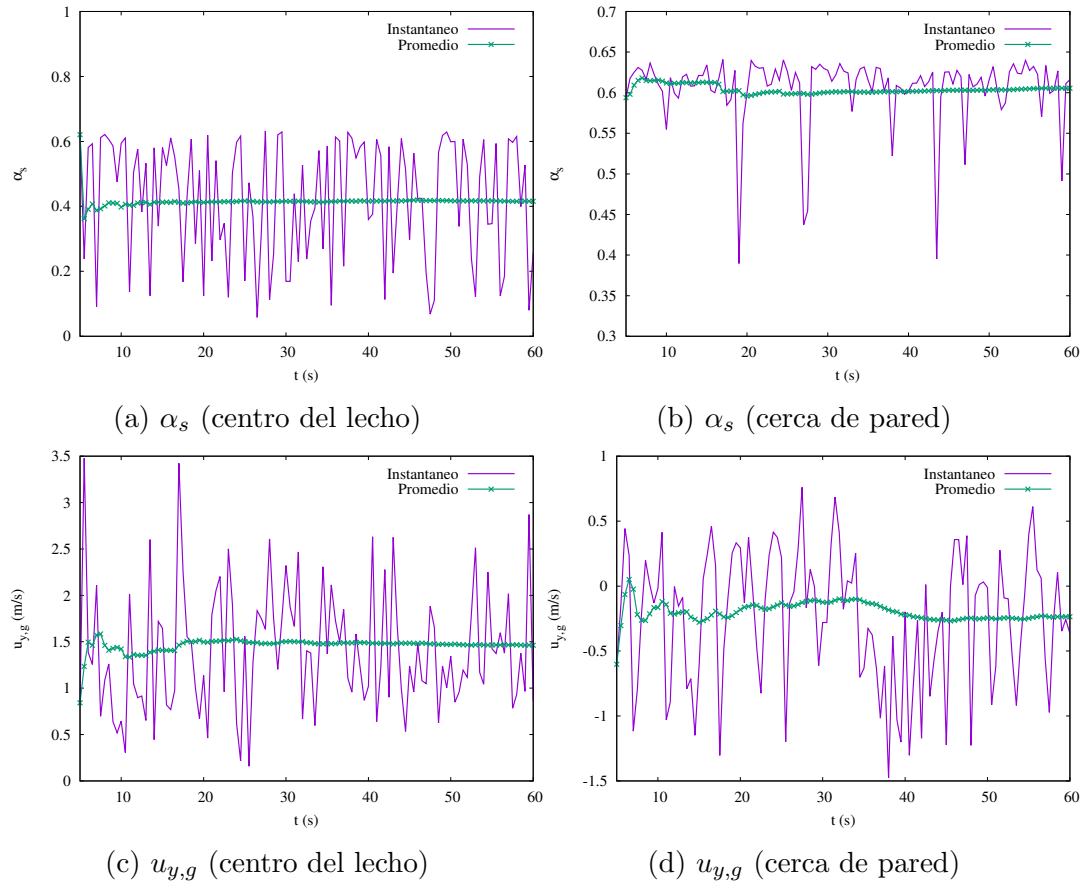 1
0.8
0.6
0.4
0.2
0
α_s
10 20 30 40 50 60
t (s)
Instantaneo
Promedio
(a) α_s (centro del lecho)
0.7
0.65
0.6
0.55
0.5
0.45
0.4
0.35
0.3
α_s
10 20 30 40 50 60
t (s)
Instantaneo
Promedio
(b) α_s (cerca de pared)
3.5
3
2.5
2
1.5
1
0.5
0
u_y,g (m/s)
10 20 30 40 50 60
t (s)
Instantaneo
Promedio
(c) u_y,g (centro del lecho)
1
0.5
0
-0.5
-1
-1.5
u_y,g (m/s)
10 20 30 40 50 60
t (s)
Instantaneo
Promedio
(d) u_y,g (cerca de pared)